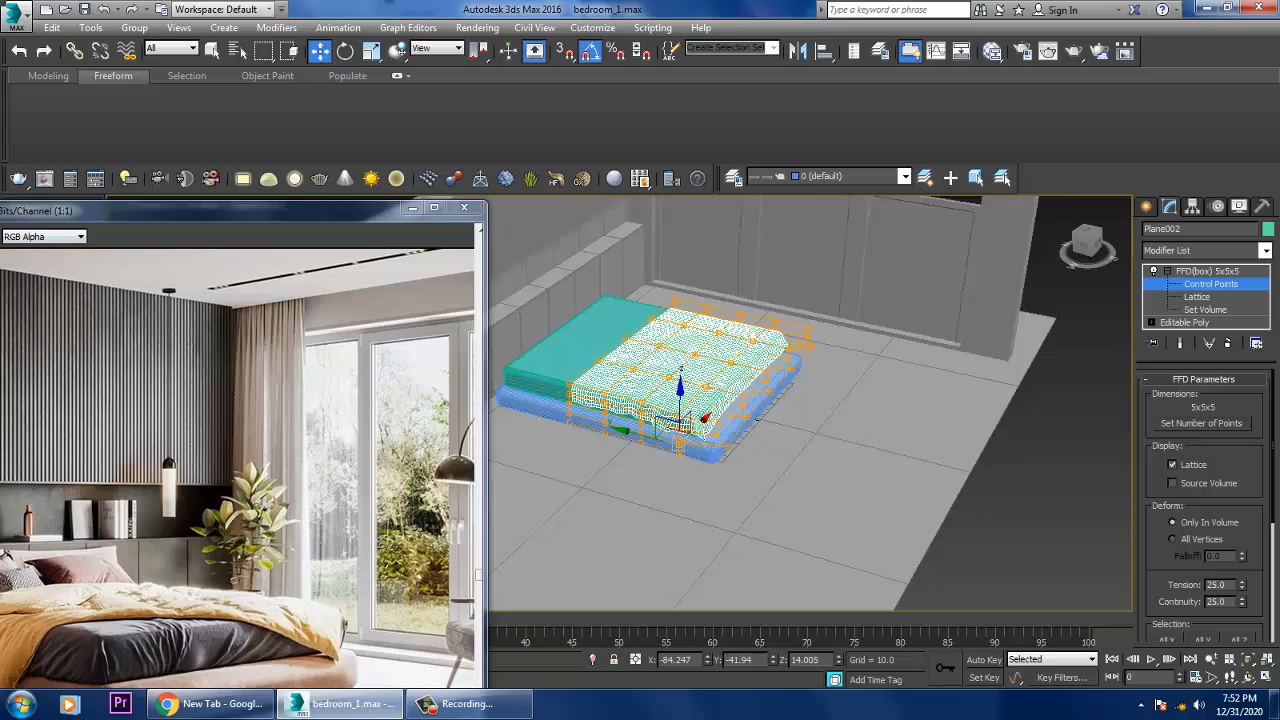 Workspace: Default
Autodesk 3ds Max 2016
bedroom_1.max
Type a keyword or phrase
Sign In
MAX
Edit
Tools
Group
Views
Create
Modifiers
Animation
Graph Editors
Rendering
Civil View
Customize
Scripting
Help
All
View
Create Selection Set
Modeling
Freeform
Selection
Object Paint
Populate
0 (default)
Bits/Channel (1:1)
RGB Alpha
Plane002
Modifier List
FFD(box) 5x5x5
Control Points
Lattice
Set Volume
Editable Poly
FFD Parameters
Dimensions:
5x5x5
Set Number of Points
Display:
Lattice
Source Volume
Deform:
Only In Volume
All Vertices
Falloff: 0.0
Tension: 25.0
Continuity: 25.0
Selection:
40 45 50 55 60 65 70 75 80 85 90 95 100
X: -84.247 Y: -41.94 Z: 14.005 Grid = 10.0
Add Time Tag
Auto Key
Selected
Set Key
Key Filters...
0
New Tab - Googl...
bedroom_1.max -...
Recording...
7:52 PM
12/31/2020